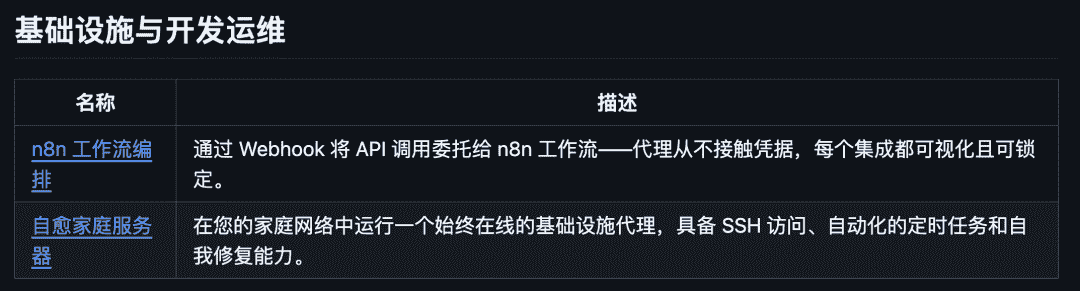 基础设施与开发运维
名称
描述
n8n 工作流编
排
通过 Webhook 将 API 调用委托给 n8n 工作流——代理从不接触凭据，每个集成都可视化且可锁
定。
自愈家庭服务
器
在您的家庭网络中运行一个始终在线的基础设施代理，具备 SSH 访问、自动化的定时任务和自
我修复能力。